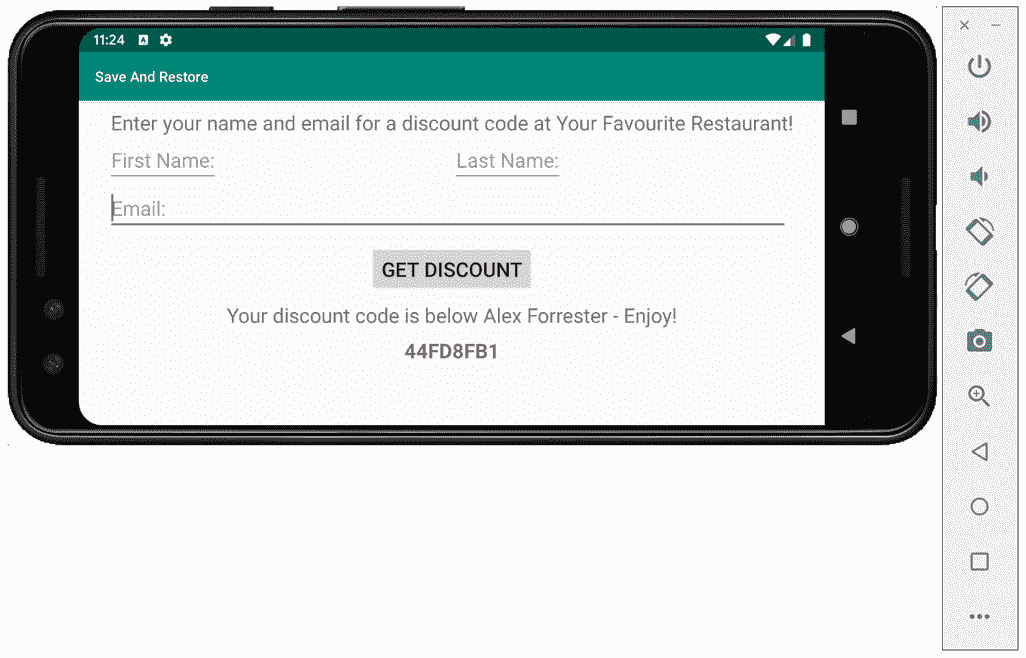 11:24
Save And Restore
Enter your name and email for a discount code at Your Favourite Restaurant!
First Name: Last Name:
Email:
GET DISCOUNT
Your discount code is below Alex Forrester - Enjoy!
44FD8FB1